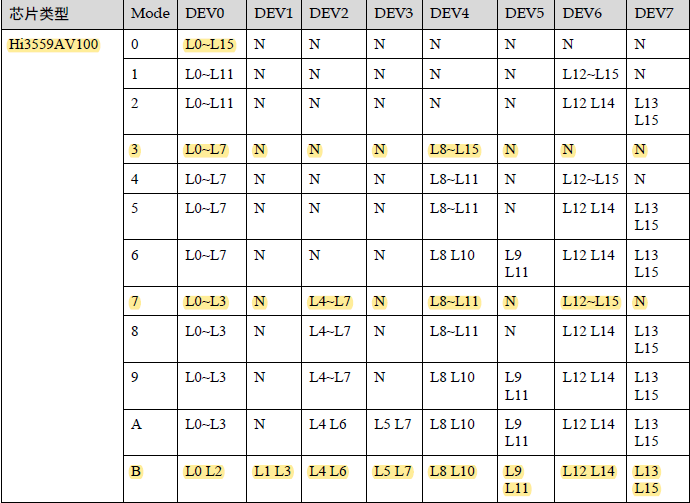 芯片类型 Mode DEV0 DEV1 DEV2 DEV3 DEV4 DEV5 DEV6 DEV7
Hi3559AV100 0 L0~L15 N N N N N N N
1 L0~L11 N N N N N L12~L15 N
2 L0~L11 N N N N N L12 L14 L13
L15
3 L0~L7 N N N L8~L15 N N N
4 L0~L7 N N N L8~L11 N L12~L15 N
5 L0~L7 N N N L8~L11 N L12 L14 L13
L15
6 L0~L7 N N N L8 L10 L9 L12 L14 L13
L11 L15
7 L0~L3 N L4~L7 N L8~L11 N L12~L15 N
8 L0~L3 N L4~L7 N L8~L11 N L12 L14 L13
L15
9 L0~L3 N L4~L7 N L8 L10 L9 L12 L14 L13
L11 L15
A L0~L3 N L4 L6 L5 L7 L8 L10 L9 L12 L14 L13
L11 L15
B L0 L2 L1 L3 L4 L6 L5 L7 L8 L10 L9 L12 L14 L13
L11 L15